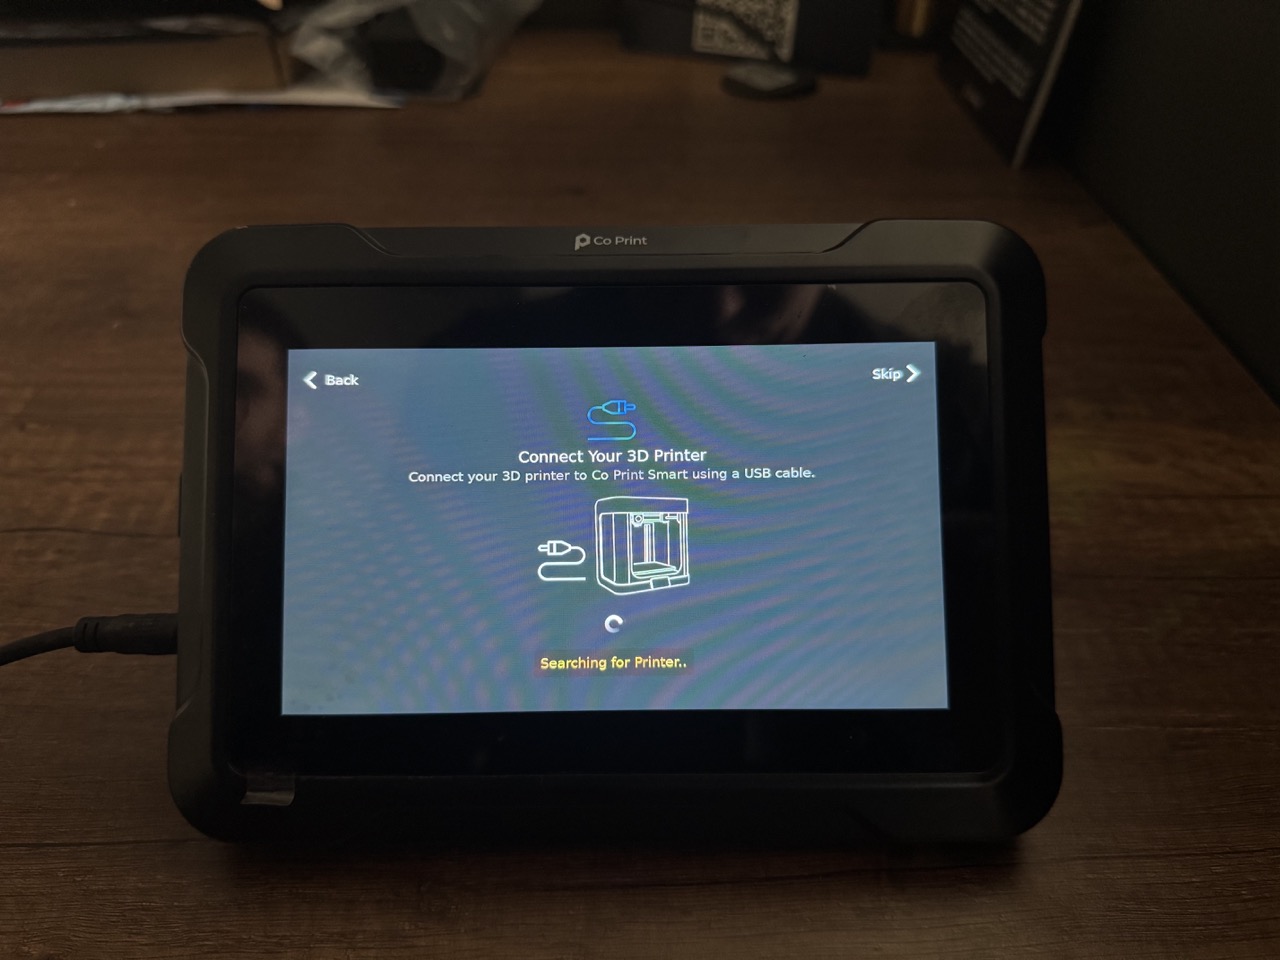 Co Print
Back
Skip
Connect Your 3D Printer
Connect your 3D printer to Co Print Smart using a USB cable.
Searching for Printer..